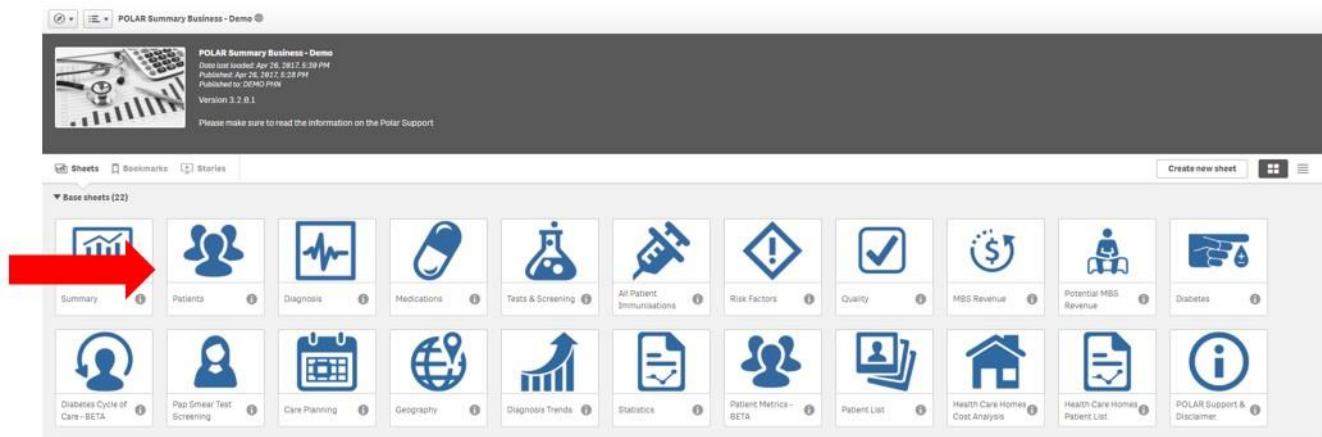 POLAR Summary Business - Demo
POLAR Summary Business - Demo
Data last loaded: Apr 26, 2017, 5:39 PM
Published: Apr 26, 2017, 5:28 PM
Published to: DEMO PHN
Version 3.2.0.1
Please make sure to read the information on the Polar Support
Sheets Bookmarks Stories
Create new sheet
Base sheets (22)
Summary
Patients
Diagnosis
Medications
Tests & Screening
All Patient
Immunisations
Risk Factors
Quality
MBS Revenue
Potential MBS
Revenue
Diabetes
Diabetes Cycle of
Care - BETA
Pap Smear Test
Screening
Care Planning
Geography
Diagnosis Trends
Statistics
Patient Metrics -
BETA
Patient List
Health Care Homes
Cost Analysis
Health Care Homes
Patient List
POLAR Support &
Disclaimer